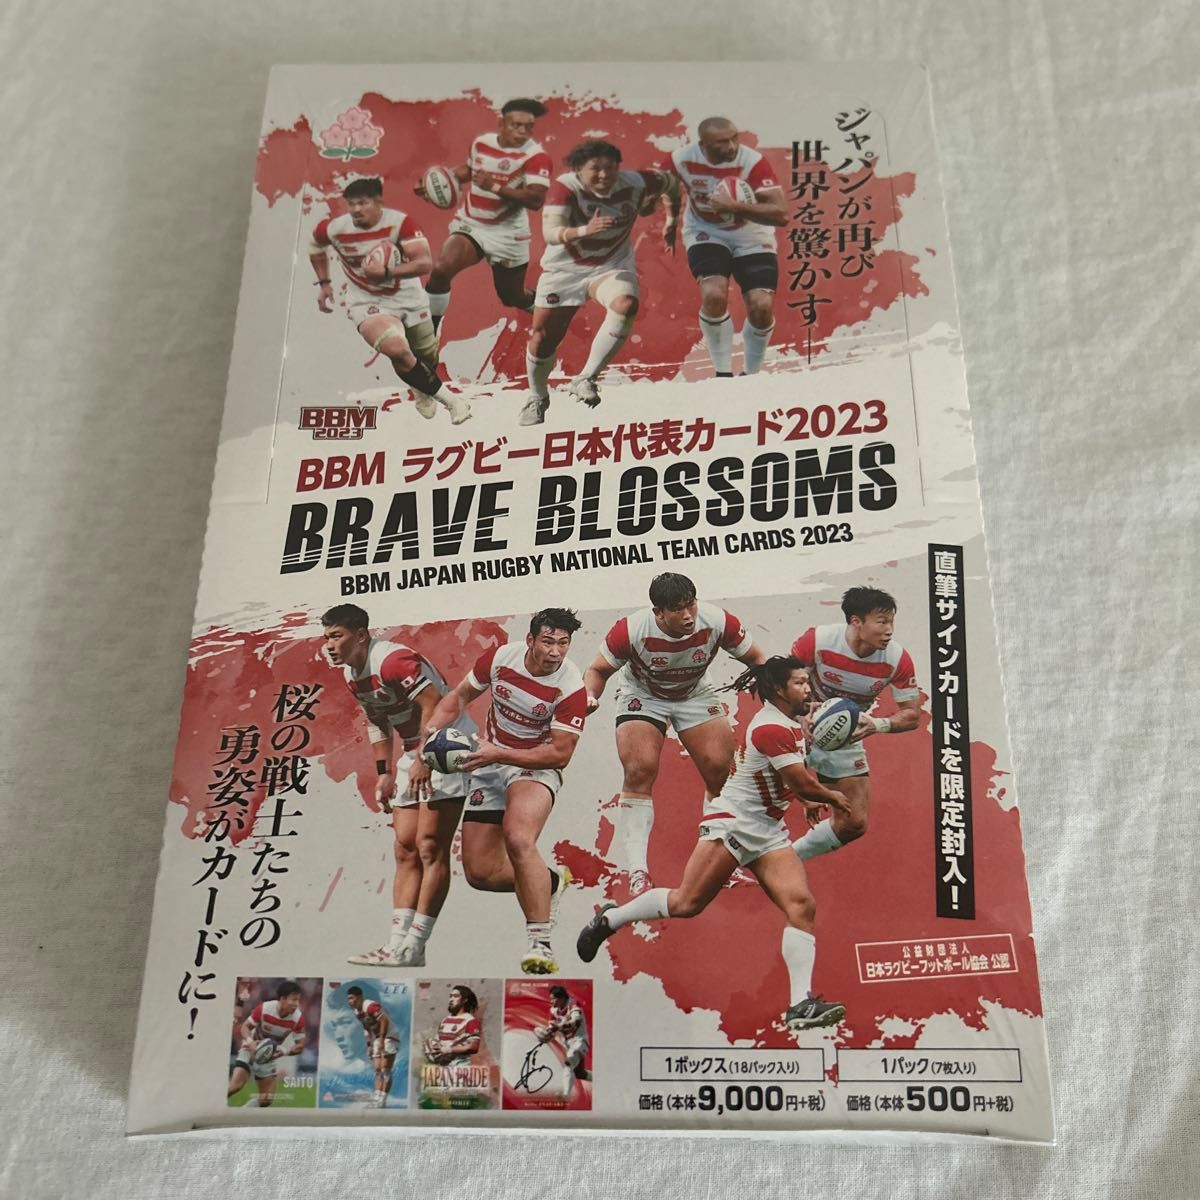 ジャパンが再び
世界を驚かす――
BBM
2023
BBM ラグビー日本代表カード2023
BRAVE BLOSSOMS
BBM JAPAN RUGBY NATIONAL TEAM CARDS 2023
直筆サインカードを限定封入!
桜の戦士たちの
勇姿がカードに!
GILBERT
公益財団法人
日本ラグビーフットボール協会 公認
SAITO
LEE
JAPAN PRIDE
1ボックス(18パック入り)
価格(本体9,000円+税)
1パック(7枚入り)
価格(本体500円+税)